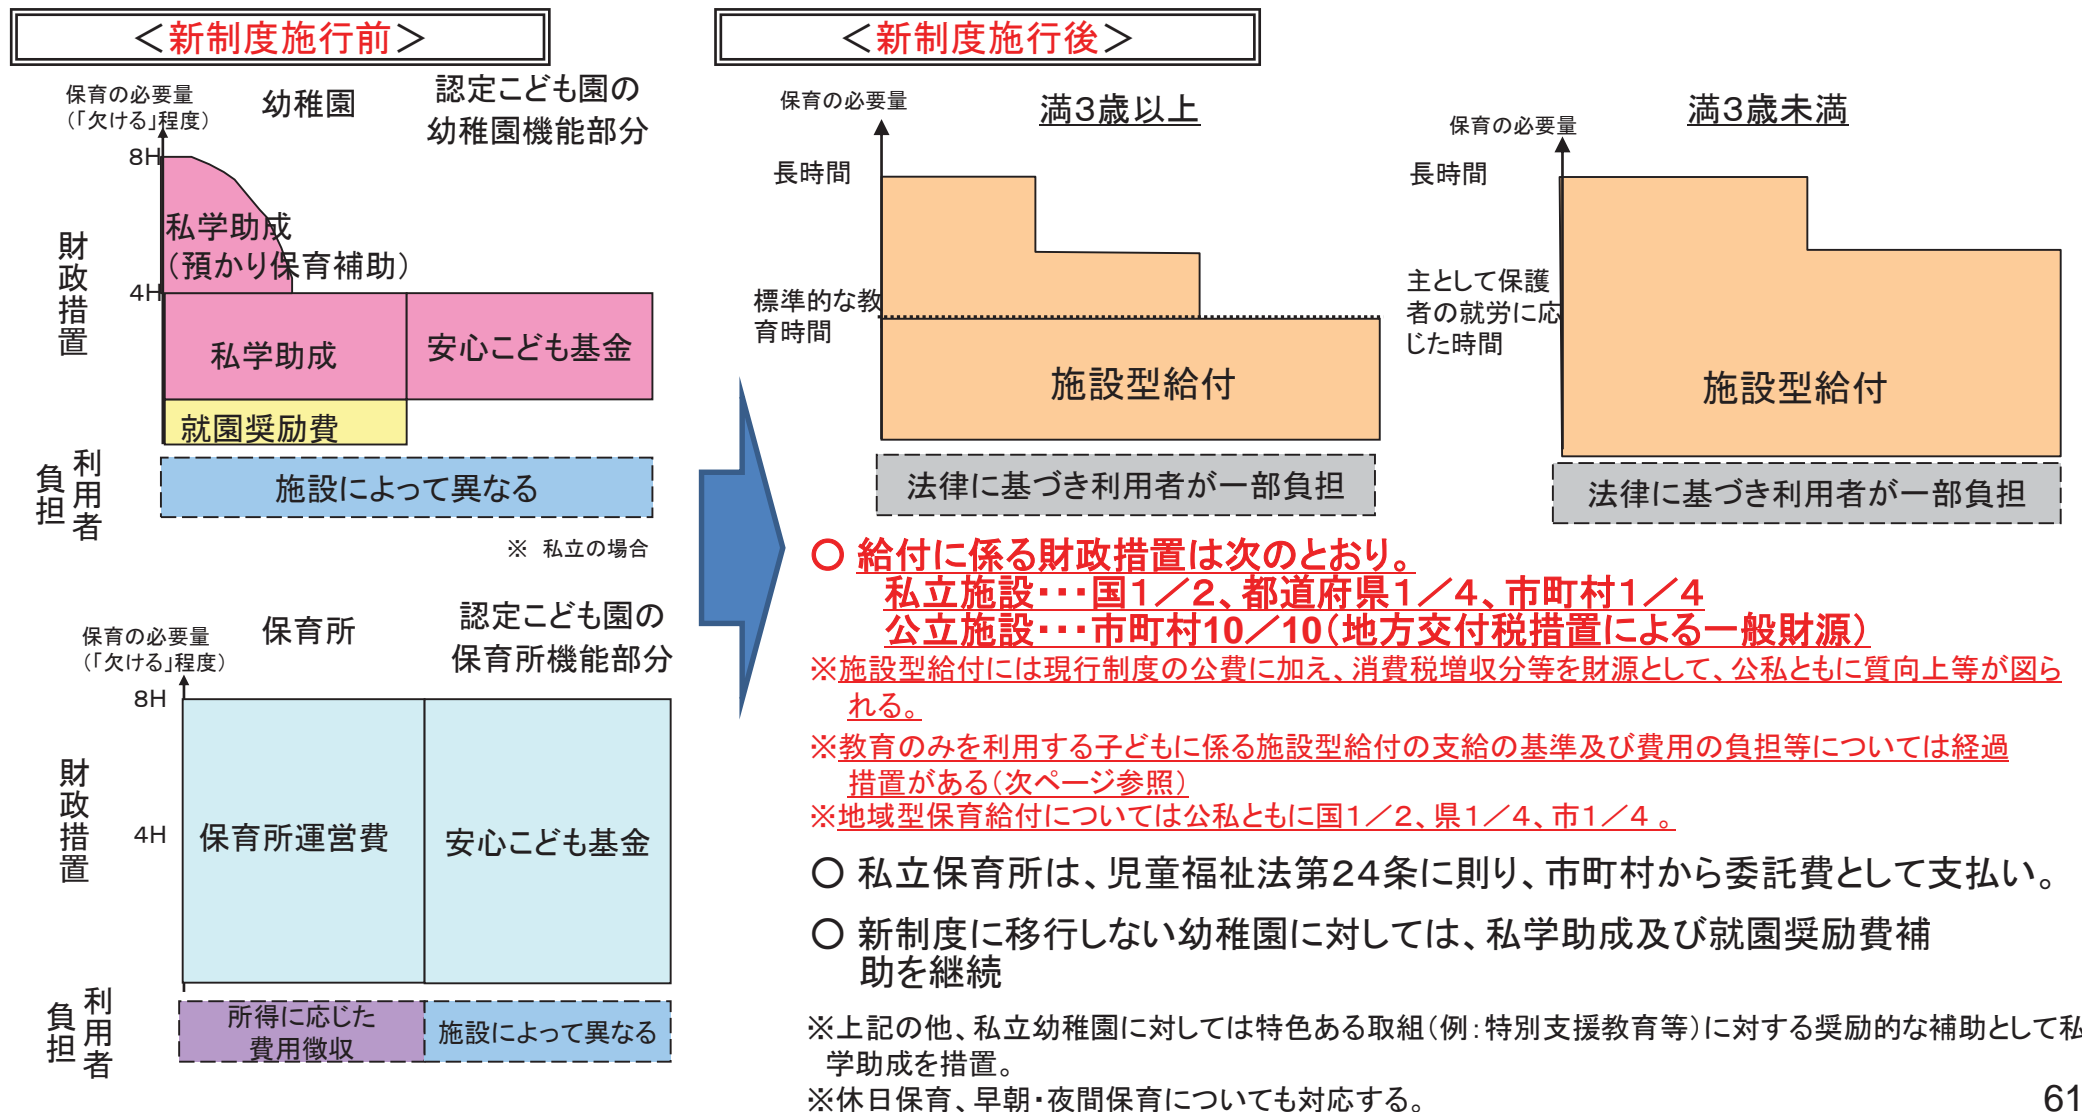 ＜新制度施行前＞
保育の必要量
（「欠ける」程度）
幼稚園
認定こども園の
幼稚園機能部分
8H
4H
財政措置
私学助成
（預かり保育補助）
私学助成
安心こども基金
就園奨励費
利用者
負担
施設によって異なる
※ 私立の場合
保育の必要量
（「欠ける」程度）
保育所
認定こども園の
保育所機能部分
8H
4H
財政措置
保育所運営費
安心こども基金
利用者
負担
所得に応じた
費用徴収
施設によって異なる
＜新制度施行後＞
保育の必要量
満３歳以上
長時間
標準的な教
育時間
施設型給付
法律に基づき利用者が一部負担
保育の必要量
満３歳未満
長時間
主として保護
者の就労に応
じた時間
施設型給付
法律に基づき利用者が一部負担
○ 給付に係る財政措置は次のとおり。
私立施設・・・国１／２、都道府県１／４、市町村１／４
公立施設・・・市町村10／10（地方交付税措置による一般財源）
※施設型給付には現行制度の公費に加え、消費税増収分等を財源として、公私ともに質向上等が図ら
れる。
※教育のみを利用する子どもに係る施設型給付の支給の基準及び費用の負担等については経過
措置がある（次ページ参照）
※地域型保育給付については公私ともに国１／２、県１／４、市１／４ 。
○ 私立保育所は、児童福祉法第２４条に則り、市町村から委託費として支払い。
○ 新制度に移行しない幼稚園に対しては、私学助成及び就園奨励費補
助を継続
※上記の他、私立幼稚園に対しては特色ある取組（例：特別支援教育等）に対する奨励的な補助として私
学助成を措置。
※休日保育、早朝・夜間保育についても対応する。
61